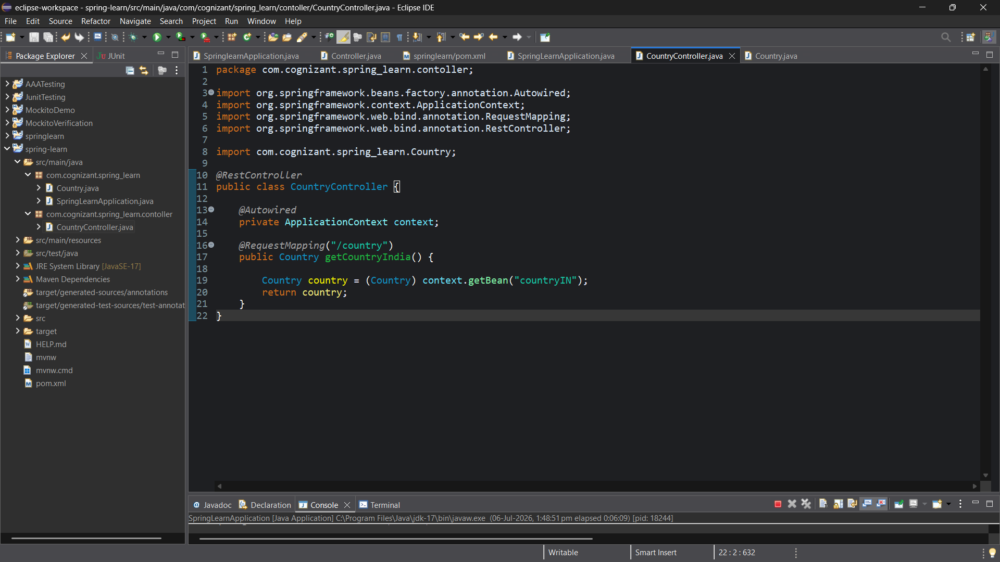 eclipse-workspace - spring-learn/src/main/java/com/cognizant/spring_learn/contoller/CountryController.java - Eclipse IDE
File Edit Source Refactor Navigate Search Project Run Window Help
Package Explorer
JUnit
AAATesting
JunitTesting
MockitoDemo
MockitoVerification
springlearn
spring-learn
src/main/java
com.cognizant.spring_learn
Country.java
SpringLearnApplication.java
com.cognizant.spring_learn.contoller
CountryController.java
src/main/resources
src/test/java
JRE System Library [JavaSE-17]
Maven Dependencies
target/generated-sources/annotations
target/generated-test-sources/test-annotat
src
target
HELP.md
mvnw
mvnw.cmd
pom.xml
SpringlearnApplication.java Controller.java springlearn/pom.xml SpringLearnApplication.java CountryController.java Country.java
1 package com.cognizant.spring_learn.contoller;
2
3 import org.springframework.beans.factory.annotation.Autowired;
4 import org.springframework.context.ApplicationContext;
5 import org.springframework.web.bind.annotation.RequestMapping;
6 import org.springframework.web.bind.annotation.RestController;
7
8 import com.cognizant.spring_learn.Country;
9
10 @RestController
11 public class CountryController {
12
13 @Autowired
14 private ApplicationContext context;
15
16 @RequestMapping("/country")
17 public Country getCountryIndia() {
18
19 Country country = (Country) context.getBean("countryIN");
20 return country;
21 }
22 }
Javadoc Declaration Console Terminal
SpringLearnApplication [Java Application] C:\Program Files\Java\jdk-17\bin\javaw.exe (06-Jul-2026, 1:48:51 pm elapsed 0:06:09) [pid: 18244]
Writable Smart Insert 22 : 2 : 632